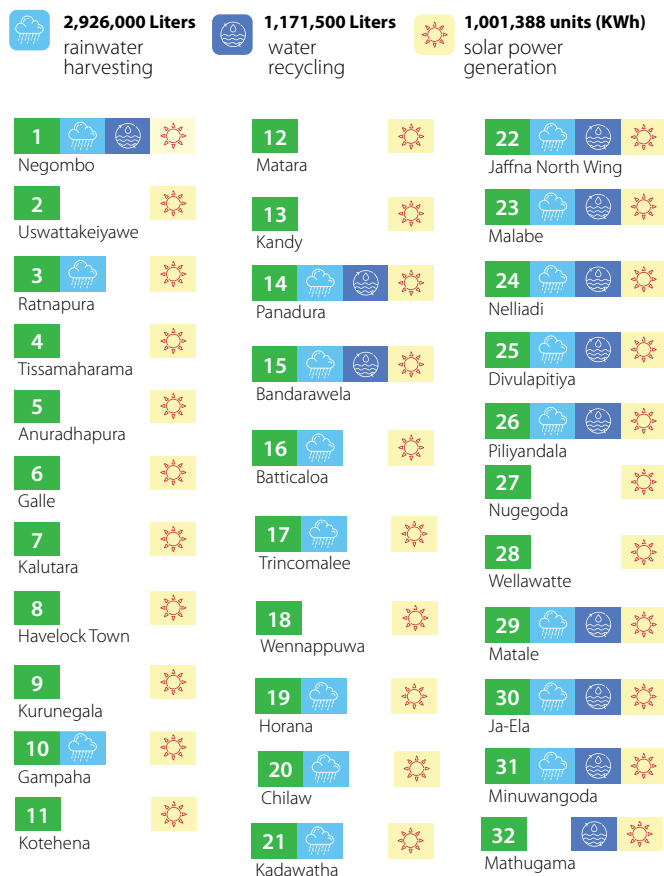 2,926,000 Liters
rainwater
harvesting
1,171,500 Liters
water
recycling
1,001,388 units (KWh)
solar power
generation
1
Negombo
2
Uswattakeiyawe
3
Ratnapura
4
Tissamaharama
5
Anuradhapura
6
Galle
7
Kalutara
8
Havelock Town
9
Kurunegala
10
Gampaha
11
Kotehena
12
Matara
13
Kandy
14
Panadura
15
Bandarawela
16
Batticaloa
17
Trincomalee
18
Wennappuwa
19
Horana
20
Chilaw
21
Kadawatha
22
Jaffna North Wing
23
Malabe
24
Nelliadi
25
Divulapitiya
26
Piliyandala
27
Nugegoda
28
Wellawatte
29
Matale
30
Ja-Ela
31
Minuwangoda
32
Mathugama